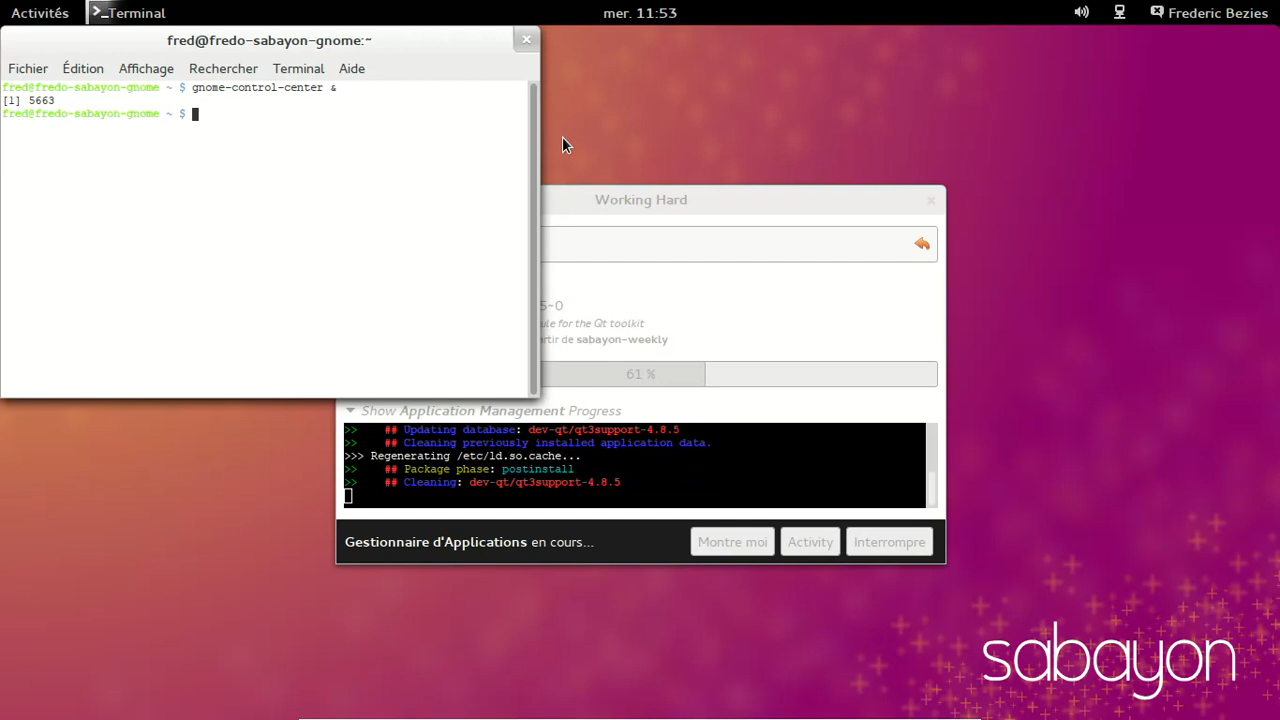 Activités
Terminal
mer. 11:53
Frederic Bezies
fred@fredo-sabayon-gnome:~
Fichier Édition Affichage Rechercher Terminal Aide
fred@fredo-sabayon-gnome ~ $ gnome-control-center &
[1] 5663
fred@fredo-sabayon-gnome ~ $
Working Hard
5~0
ule for the Qt toolkit
artir de sabayon-weekly
61 %
Show Application Management Progress
>> ## Updating database: dev-qt/qt3support-4.8.5
>> ## Cleaning previously installed application data.
>>> Regenerating /etc/ld.so.cache...
>> ## Package phase: postinstall
>> ## Cleaning: dev-qt/qt3support-4.8.5
Gestionnaire d'Applications en cours...
Montre moi
Activity
Interrompre
sabayon